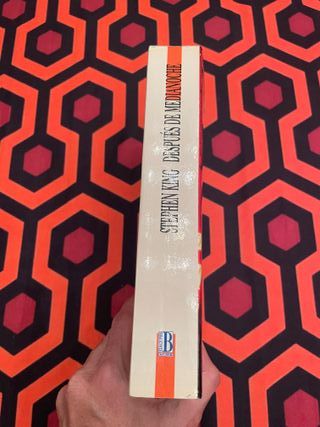 STEPHEN KING DESPUÉS DE MEDIANOCHE
B